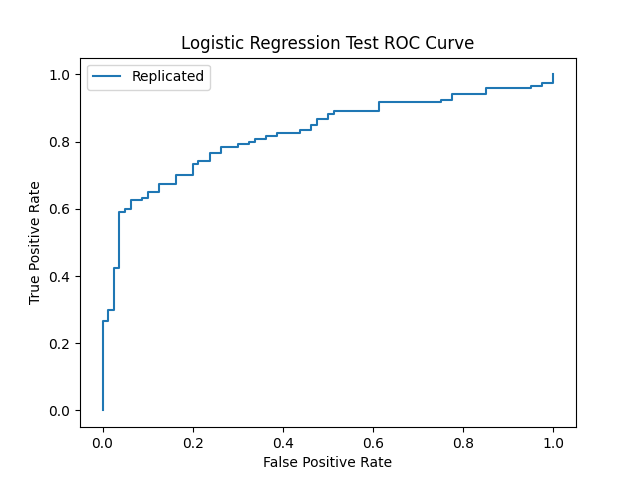 Logistic Regression Test ROC Curve
Replicated
1.0
0.8
0.6
0.4
0.2
0.0
True Positive Rate
0.0 0.2 0.4 0.6 0.8 1.0
False Positive Rate